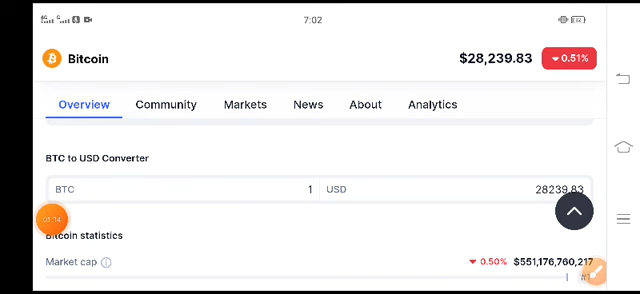 7:02
Bitcoin $28,239.83 0.51%
Overview Community Markets News About Analytics
BTC to USD Converter
BTC 1 USD 28239.83
01:14
Bitcoin statistics
Market cap 0.50% $551,176,760,217